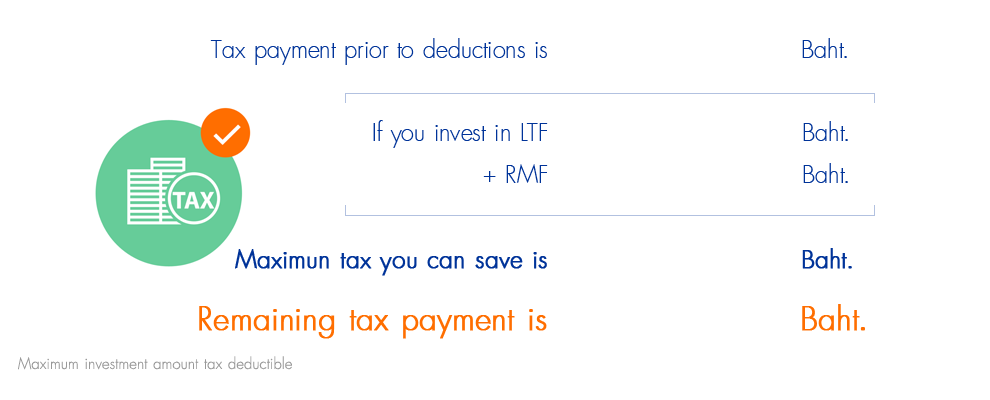 Tax payment prior to deductions is Baht.
If you invest in LTF Baht.
+ RMF Baht.
TAX
Maximun tax you can save is Baht.
Remaining tax payment is Baht.
Maximum investment amount tax deductible